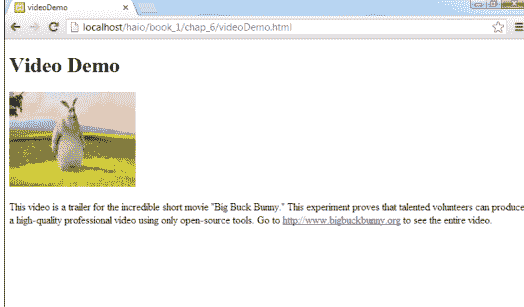 videoDemo
localhost/haio/book_1/chap_6/videoDemo.html
Video Demo
This video is a trailer for the incredible short movie "Big Buck Bunny." This experiment proves that talented volunteers can produce
a high-quality professional video using only open-source tools. Go to http://www.bigbuckbunny.org to see the entire video.